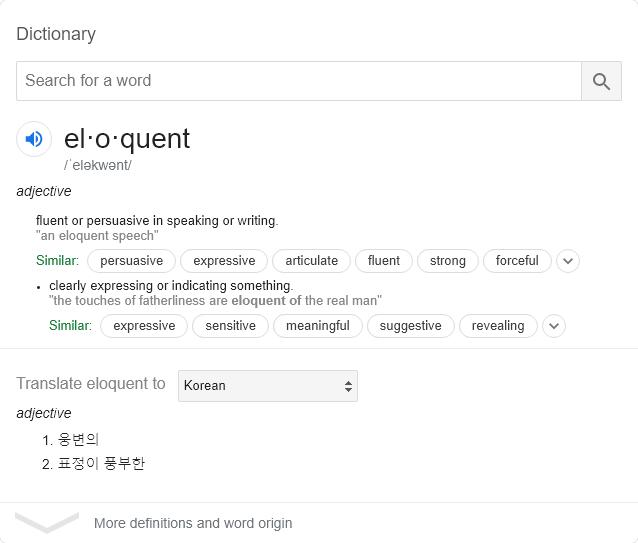 Dictionary
Search for a word
el·o·quent
/ˈeləkwənt/
adjective
fluent or persuasive in speaking or writing.
"an eloquent speech"
Similar: persuasive expressive articulate fluent strong forceful
• clearly expressing or indicating something.
"the touches of fatherliness are eloquent of the real man"
Similar: expressive sensitive meaningful suggestive revealing
Translate eloquent to Korean
adjective
1. 웅변의
2. 표정이 풍부한
More definitions and word origin